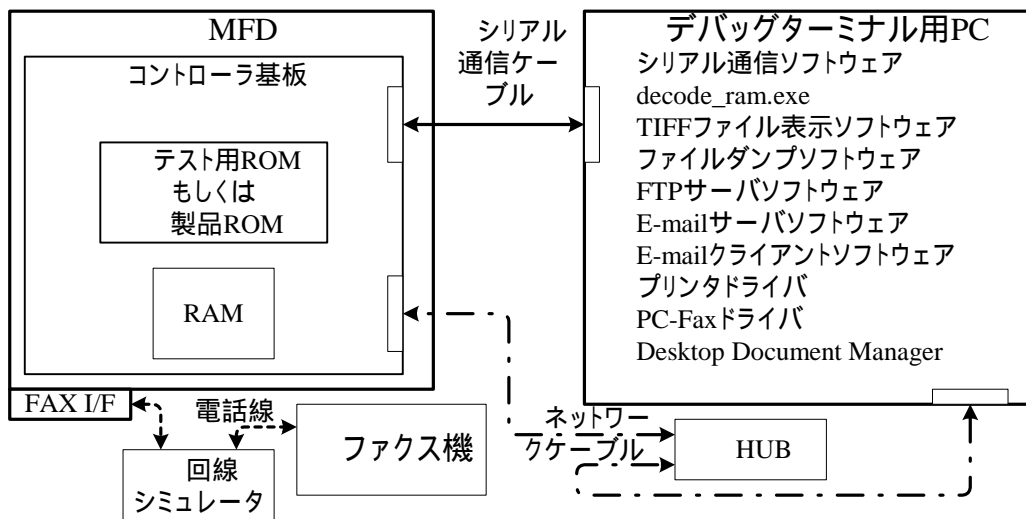 MFD
コントローラ基板
テスト用ROM
もしくは
製品ROM
RAM
FAX I/F
シリアル
通信ケー
ブル
デバッグターミナル用PC
シリアル通信ソフトウェア
decode_ram.exe
TIFFファイル表示ソフトウェア
ファイルダンプソフトウェア
FTPサーバソフトウェア
E-mailサーバソフトウェア
E-mailクライアントソフトウェア
プリンタドライバ
PC-Faxドライバ
Desktop Document Manager
電話線
回線
シミュレータ
ファクス機
ネットワー
クケーブル
HUB